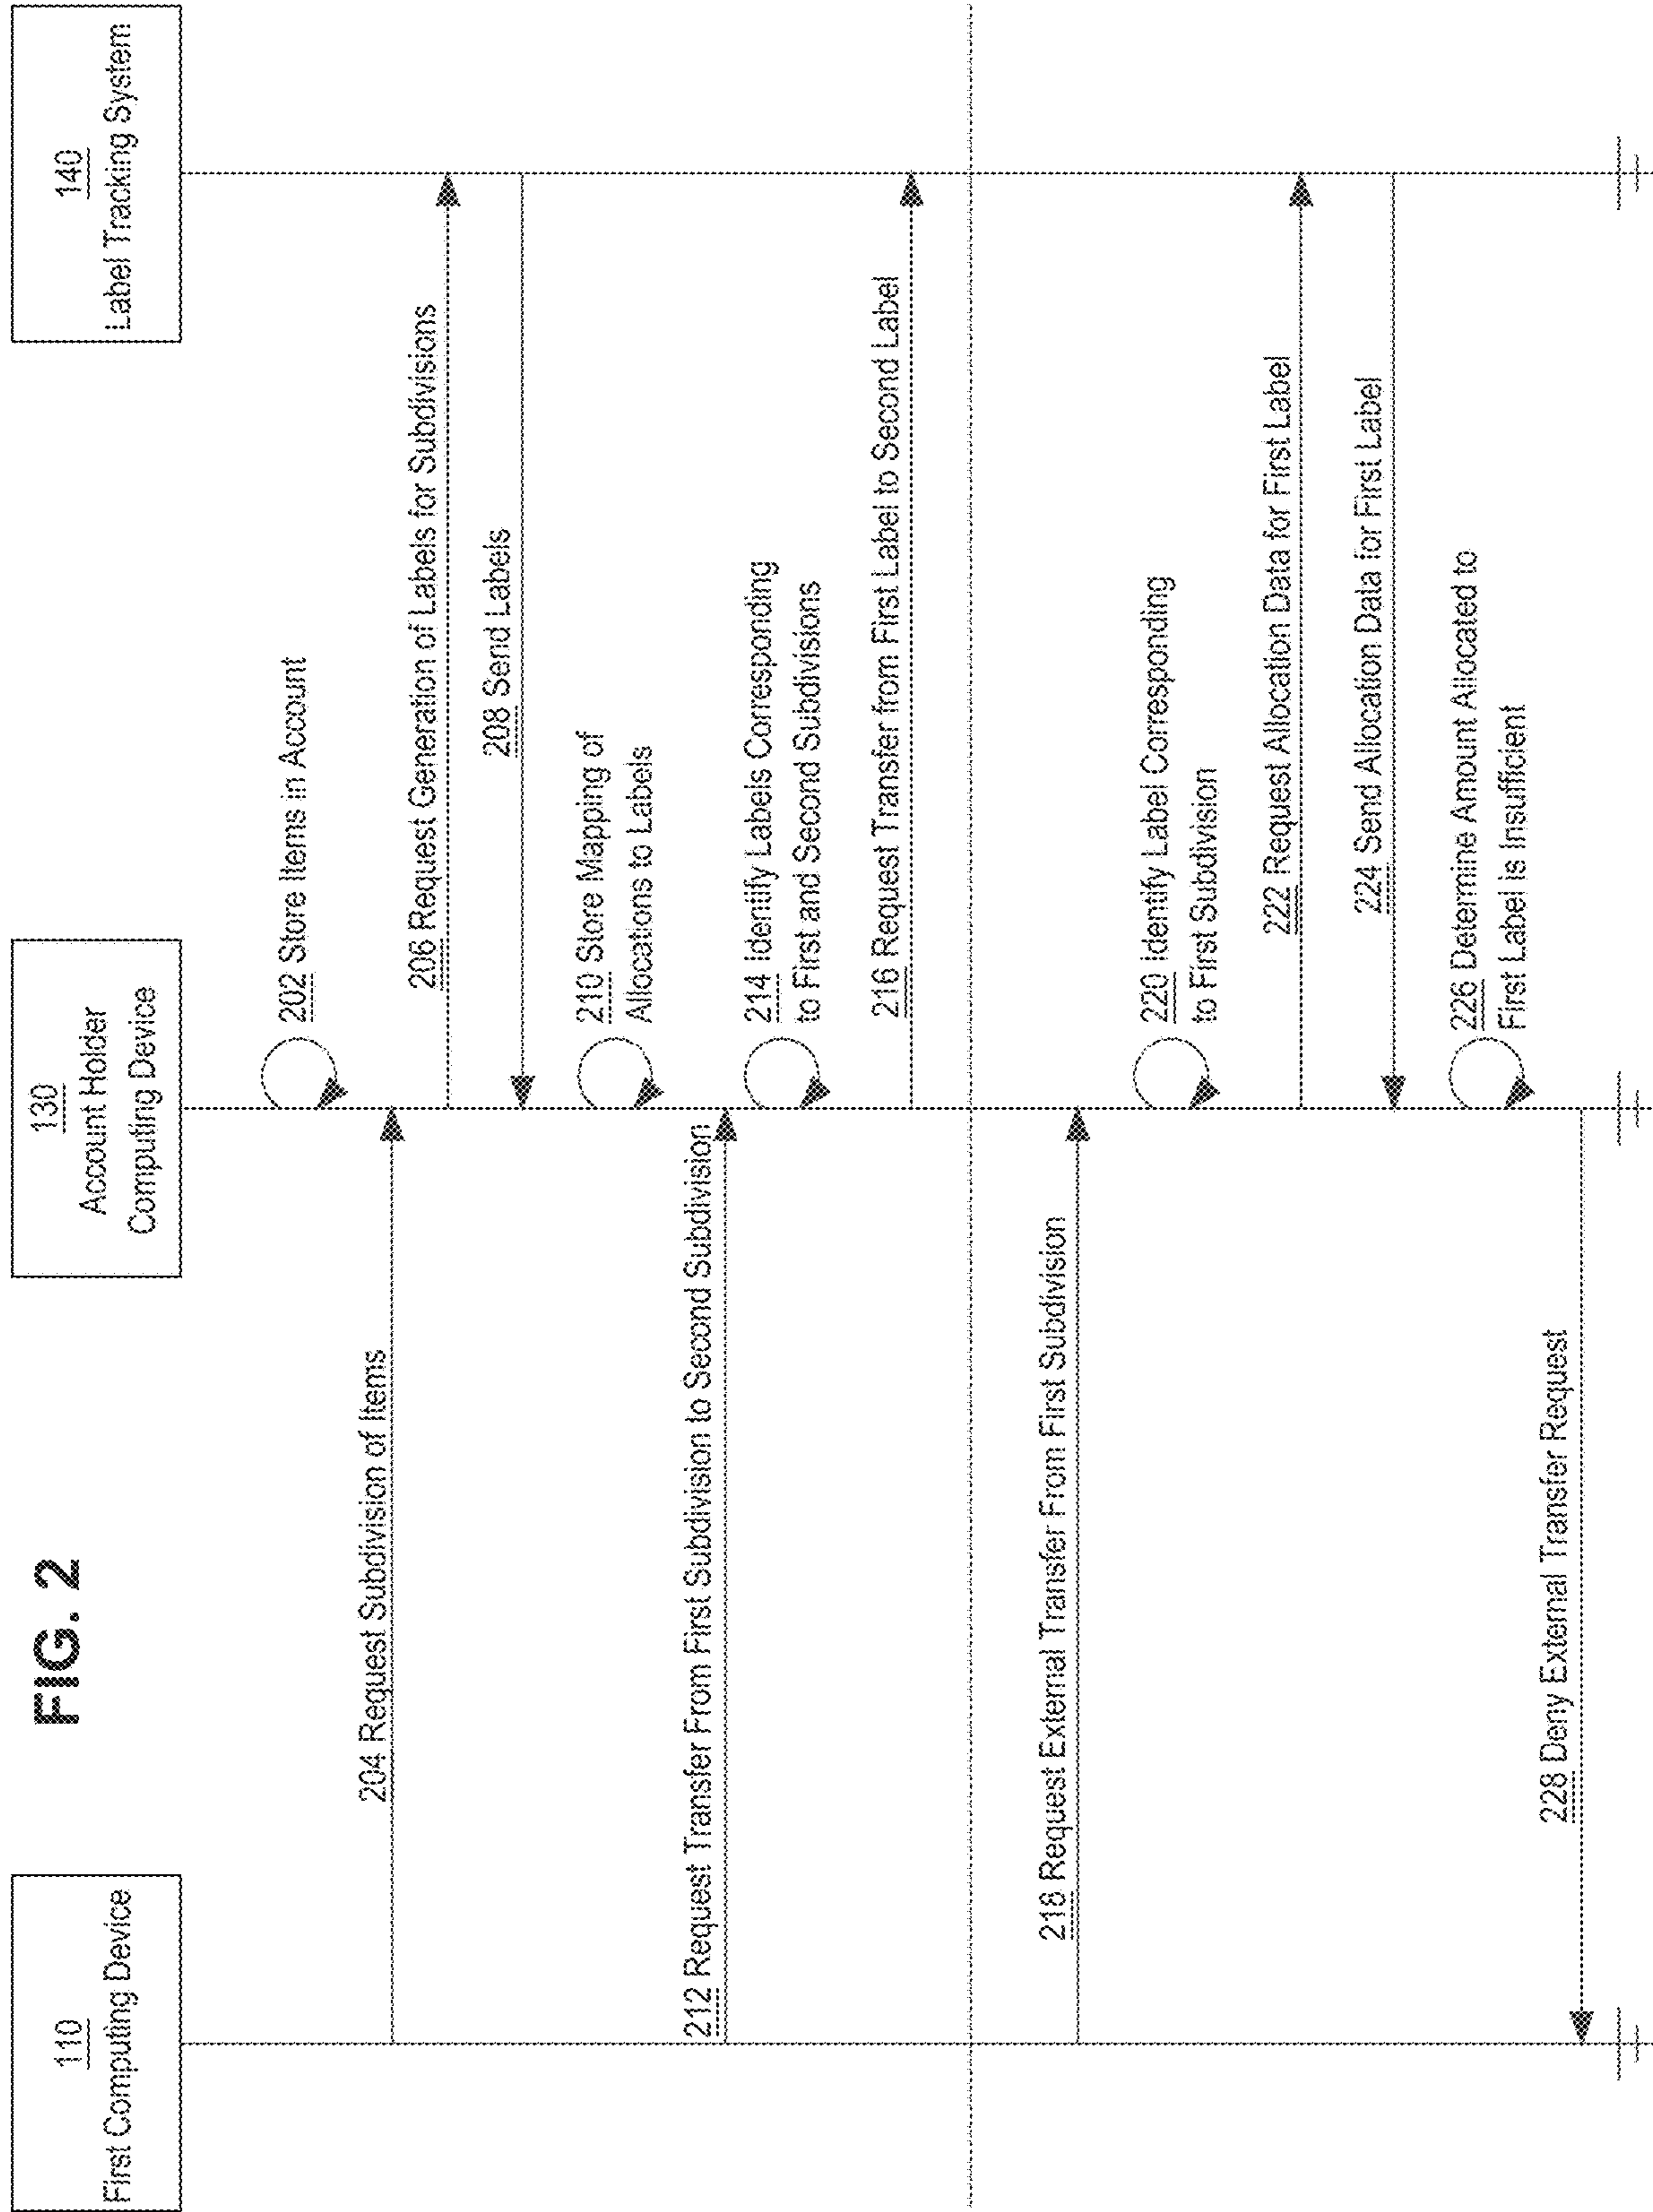 FIG. 2
110
First Computing Device
130
Account Holder
Computing Device
140
Label Tracking System
202 Store Items in Account
204 Request Subdivision of Items
206 Request Generation of Labels for Subdivisions
208 Send Labels
210 Store Mapping of
Allocations to Labels
212 Request Transfer From First Subdivision to Second Subdivision
214 Identify Labels Corresponding
to First and Second Subdivisions
216 Request Transfer from First Label to Second Label
218 Request External Transfer From First Subdivision
220 Identify Label Corresponding
to First Subdivision
222 Request Allocation Data for First Label
224 Send Allocation Data for First Label
226 Determine Amount Allocated to
First Label is Insufficient
228 Deny External Transfer Request